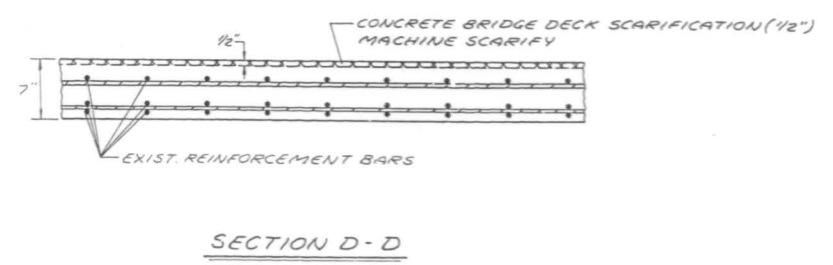 CONCRETE BRIDGE DECK SCARIFICATION (1/2")
MACHINE SCARIFY
1/2"
7"
EXIST. REINFORCEMENT BARS
SECTION D-D